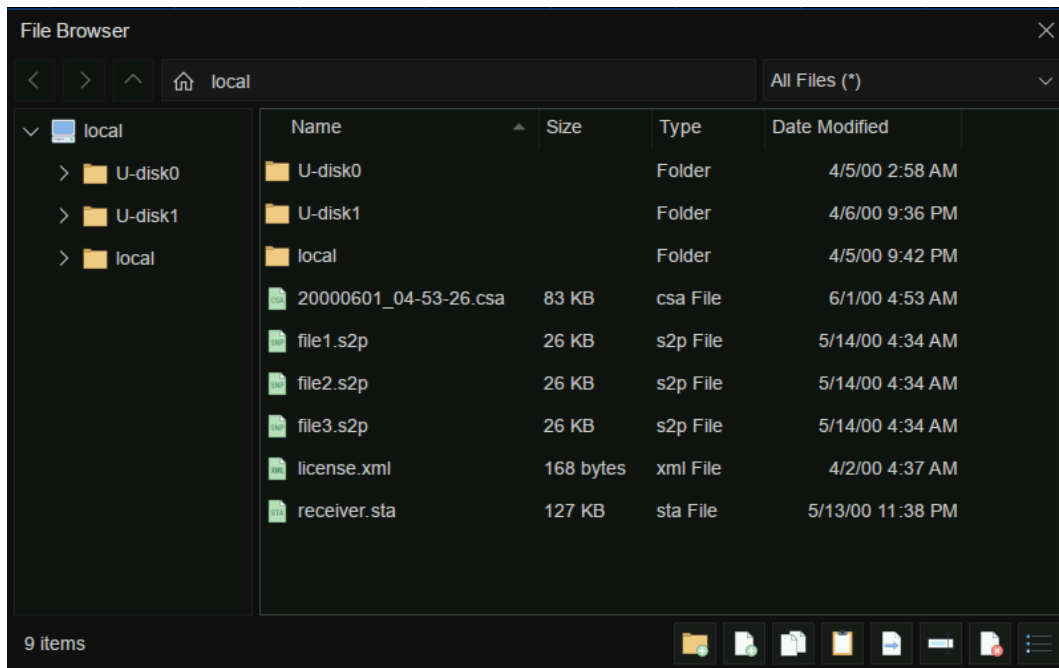 File Browser
local
All Files (*)
local
U-disk0
U-disk1
local
Name Size Type Date Modified
U-disk0 Folder 4/5/00 2:58 AM
U-disk1 Folder 4/6/00 9:36 PM
local Folder 4/5/00 9:42 PM
CSA 20000601_04-53-26.csa 83 KB csa File 6/1/00 4:53 AM
SNP file1.s2p 26 KB s2p File 5/14/00 4:34 AM
SNP file2.s2p 26 KB s2p File 5/14/00 4:34 AM
SNP file3.s2p 26 KB s2p File 5/14/00 4:34 AM
XML license.xml 168 bytes xml File 4/2/00 4:37 AM
STA receiver.sta 127 KB sta File 5/13/00 11:38 PM
9 items